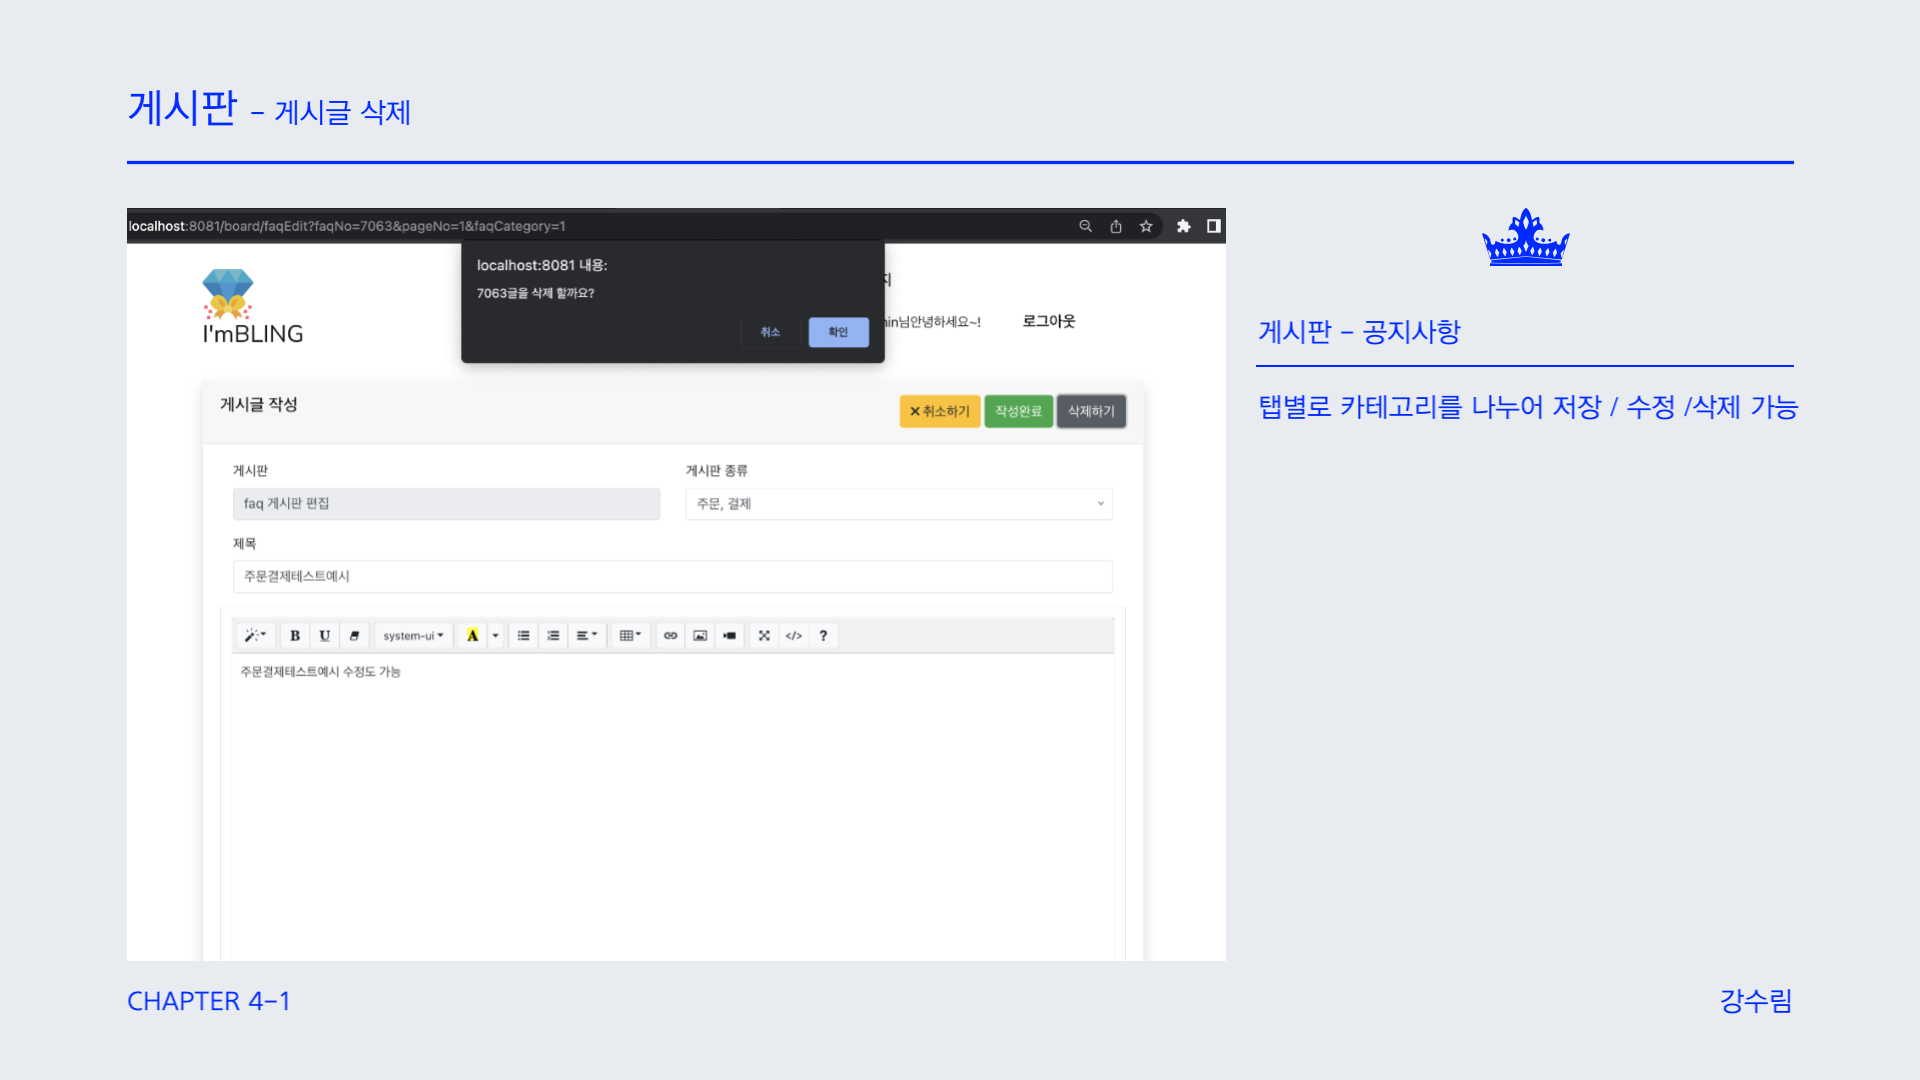 게시판 – 게시글 삭제
localhost:8081/board/faqEdit?faqNo=7063&pageNo=1&faqCategory=1
localhost:8081 내용:
7063글을 삭제 할까요?
취소 확인
I'mBLING
님안녕하세요~! 로그아웃
게시글 작성
✕ 취소하기 작성완료 삭제하기
게시판 게시판 종류
faq 게시판 편집 주문, 결제
제목
주문결제테스트예시
B U system-ui A </> ?
주문결제테스트예시 수정도 가능
게시판 – 공지사항
탭별로 카테고리를 나누어 저장 / 수정 /삭제 가능
CHAPTER 4–1
강수림